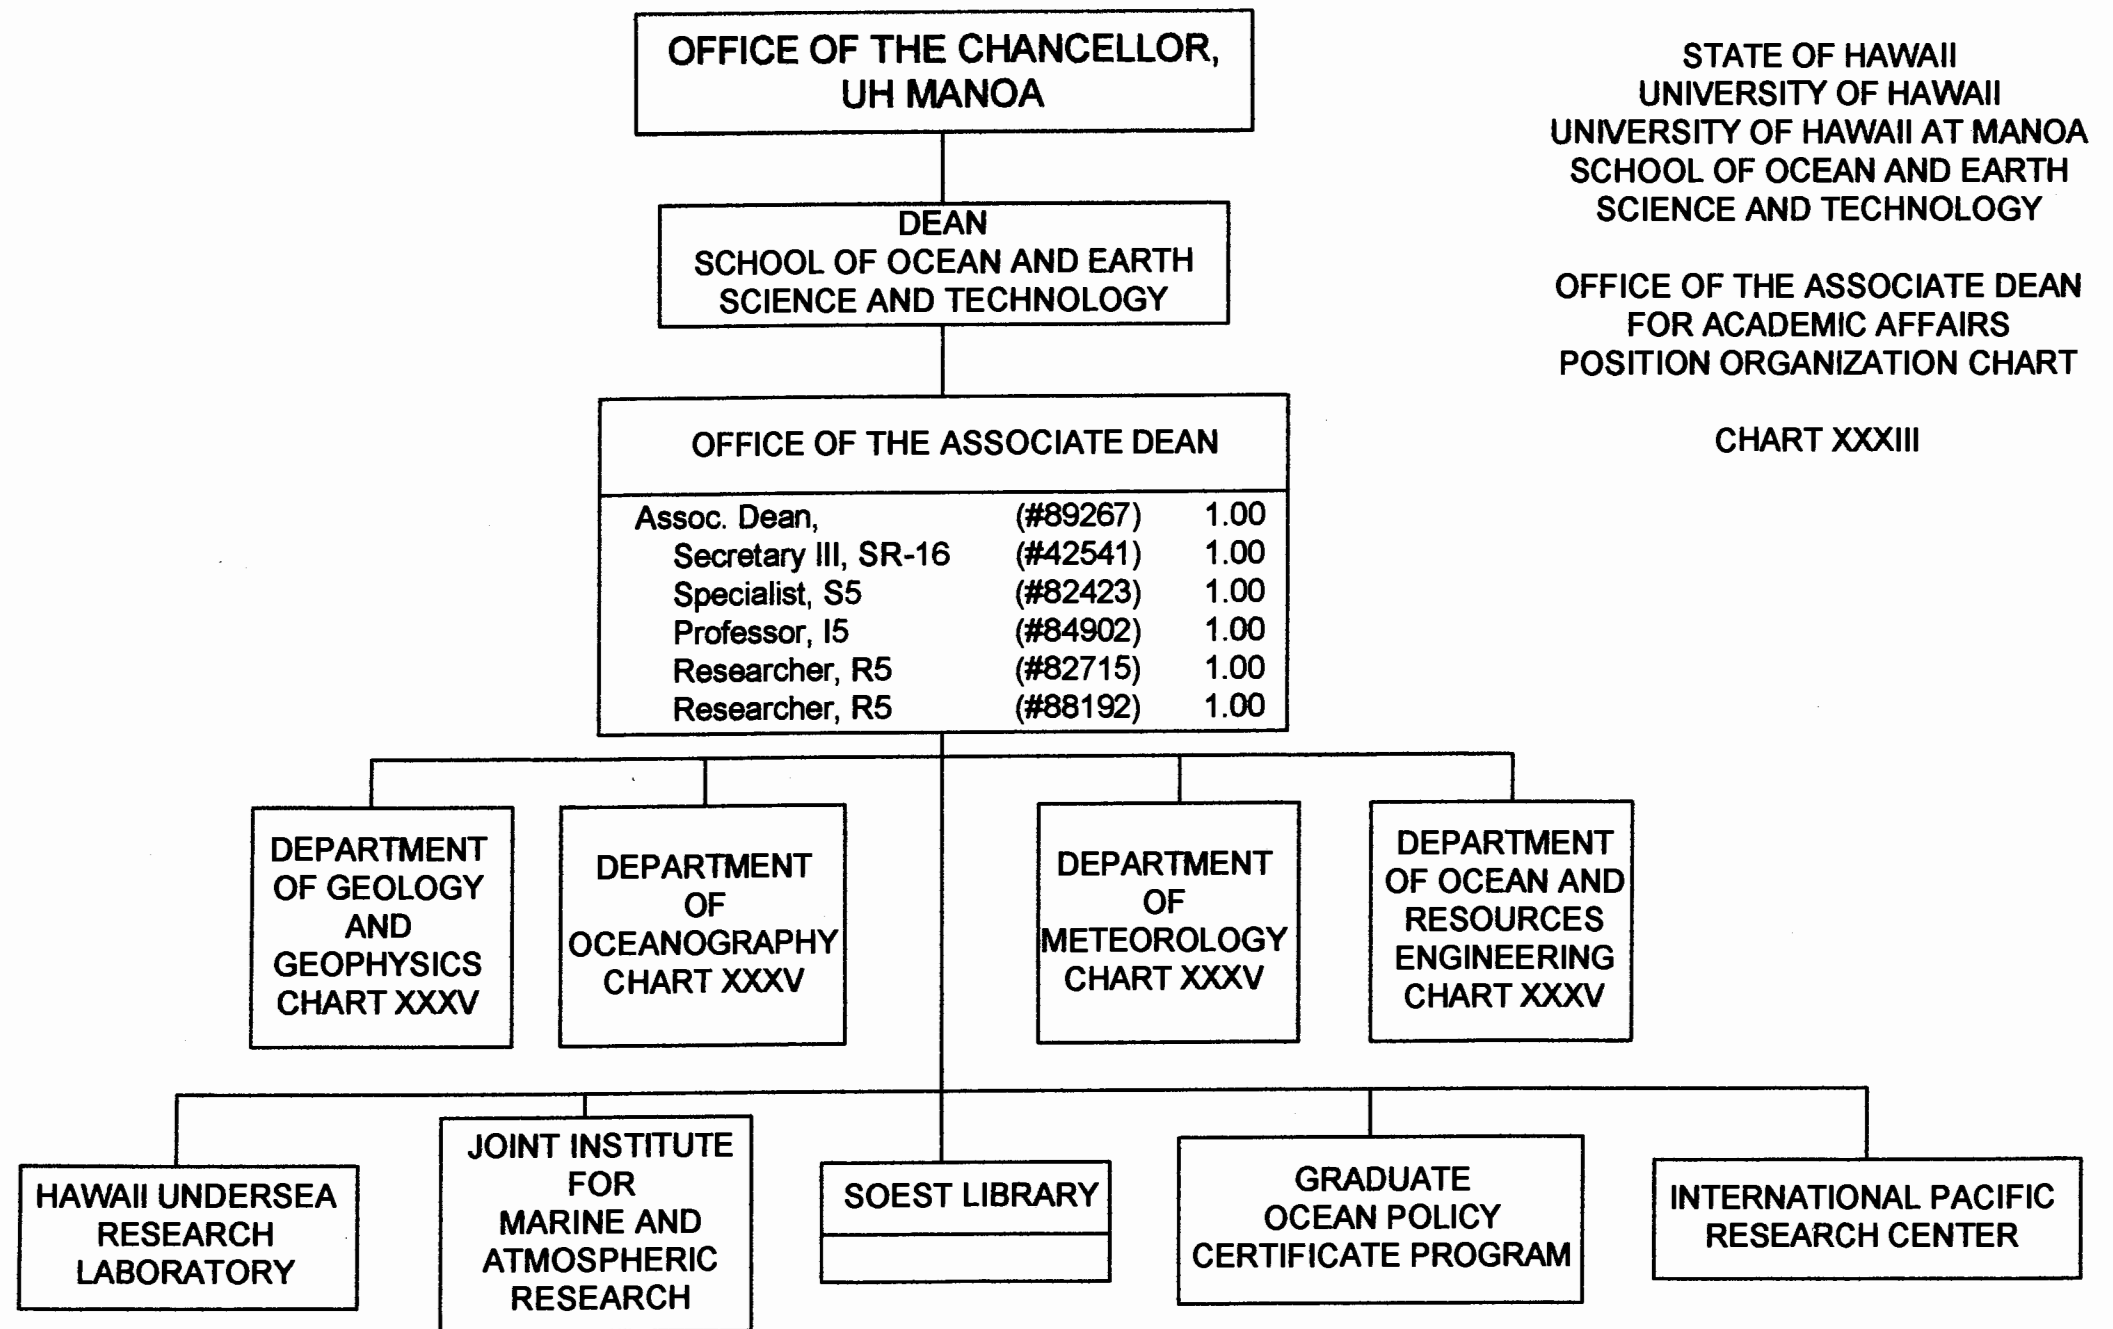 OFFICE OF THE CHANCELLOR,
UH MANOA
STATE OF HAWAII
UNIVERSITY OF HAWAII
UNIVERSITY OF HAWAII AT MANOA
SCHOOL OF OCEAN AND EARTH
SCIENCE AND TECHNOLOGY
OFFICE OF THE ASSOCIATE DEAN
FOR ACADEMIC AFFAIRS
POSITION ORGANIZATION CHART
CHART XXXIII
DEAN
SCHOOL OF OCEAN AND EARTH
SCIENCE AND TECHNOLOGY
OFFICE OF THE ASSOCIATE DEAN
Assoc. Dean, (#89267) 1.00
Secretary III, SR-16 (#42541) 1.00
Specialist, S5 (#82423) 1.00
Professor, I5 (#84902) 1.00
Researcher, R5 (#82715) 1.00
Researcher, R5 (#88192) 1.00
DEPARTMENT
OF GEOLOGY
AND
GEOPHYSICS
CHART XXXV
DEPARTMENT
OF
OCEANOGRAPHY
CHART XXXV
DEPARTMENT
OF
METEOROLOGY
CHART XXXV
DEPARTMENT
OF OCEAN AND
RESOURCES
ENGINEERING
CHART XXXV
HAWAII UNDERSEA
RESEARCH
LABORATORY
JOINT INSTITUTE
FOR
MARINE AND
ATMOSPHERIC
RESEARCH
SOEST LIBRARY
GRADUATE
OCEAN POLICY
CERTIFICATE PROGRAM
INTERNATIONAL PACIFIC
RESEARCH CENTER